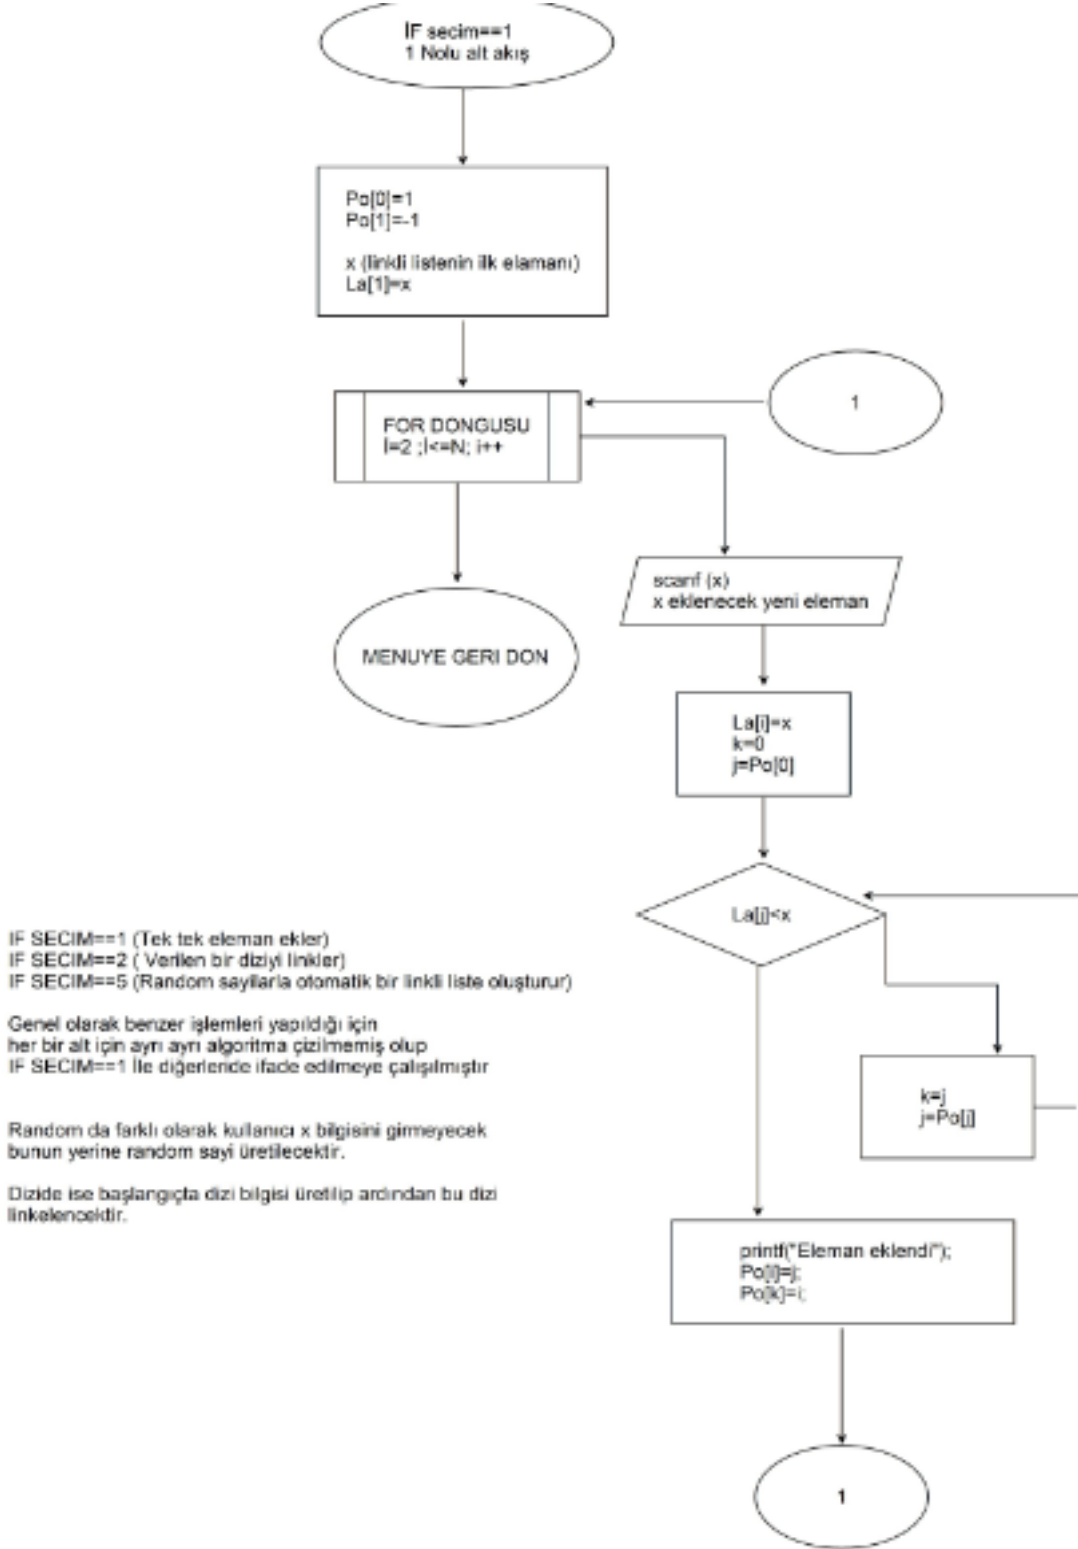 İF secim==1
1 Nolu alt akış
Po[0]=1
Po[1]=-1
x (linkli listenin ilk elamanı)
La[1]=x
FOR DONGUSU
İ=2 ;İ<=N; i++
1
MENUYE GERI DON
scanf (x)
x eklenecek yeni eleman
La[i]=x
k=0
j=Po[0]
La[j]<x
k=j
j=Po[j]
printf("Eleman eklendi");
Po[i]=j;
Po[k]=i;
1
IF SECIM==1 (Tek tek eleman ekler)
IF SECIM==2 ( Verilen bir diziyi linkler)
IF SECIM==5 (Random sayilarla otomatik bir linkli liste oluşturur)
Genel olarak benzer işlemleri yapıldığı için
her bir alt için ayrı ayrı algoritma çizilmemiş olup
IF SECIM==1 İle diğerleride ifade edilmeye çalışılmıştır
Random da farklı olarak kullanıcı x bilgisini girmeyecek
bunun yerine random sayi üretilecektir.
Dizide ise başlangıçta dizi bilgisi üretilip ardından bu dizi
linkelencektir.